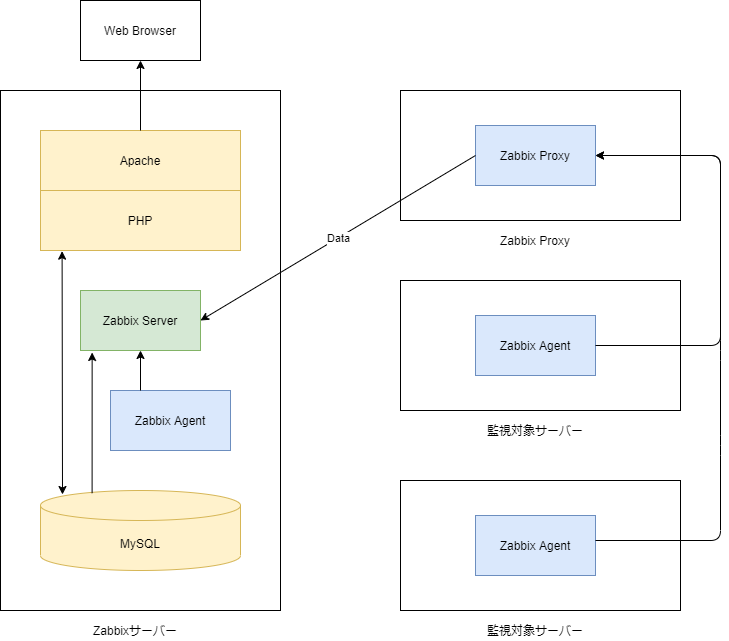 Web Browser
Apache
PHP
Zabbix Server
Zabbix Agent
MySQL
Zabbixサーバー
Data
Zabbix Proxy
Zabbix Proxy
Zabbix Agent
監視対象サーバー
Zabbix Agent
監視対象サーバー